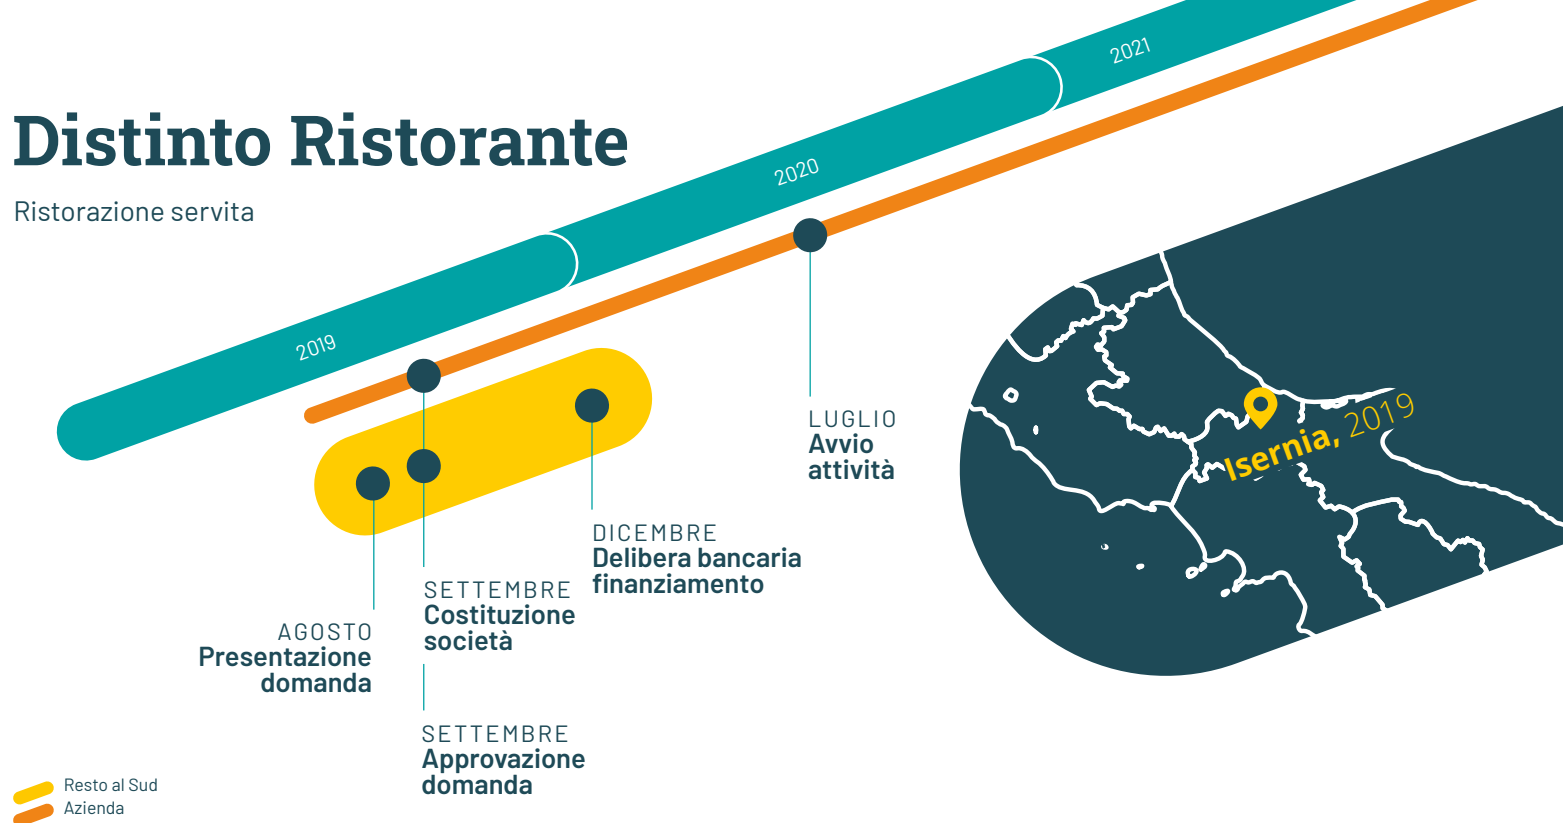 Distinto Ristorante
Ristorazione servita
2019
2020
2021
AGOSTO
Presentazione
domanda
SETTEMBRE
Costituzione
società
SETTEMBRE
Approvazione
domanda
DICEMBRE
Delibera bancaria
finanziamento
LUGLIO
Avvio
attività
Isernia, 2019
Resto al Sud
Azienda